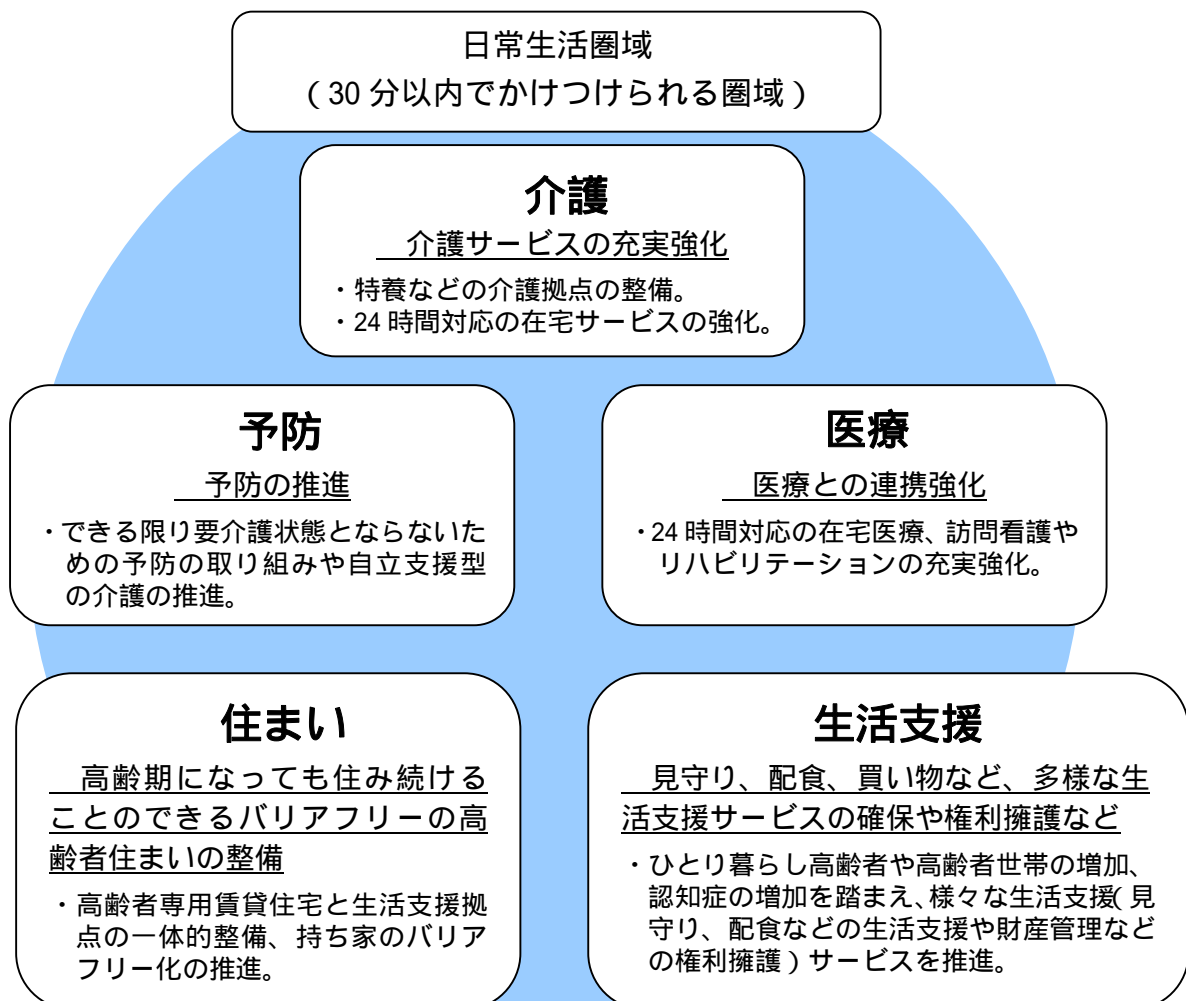 日常生活圏域
（30分以内でかけつけられる圏域）
介護
介護サービスの充実強化
・特養などの介護拠点の整備。
・24時間対応の在宅サービスの強化。
予防
予防の推進
・できる限り要介護状態とならないた
めの予防の取り組みや自立支援型
の介護の推進。
医療
医療との連携強化
・24時間対応の在宅医療、訪問看護や
リハビリテーションの充実強化。
住まい
高齢期になっても住み続ける
ことのできるバリアフリーの高
齢者住まいの整備
・高齢者専用賃貸住宅と生活支援拠
点の一体的整備、持ち家のバリア
フリー化の推進。
生活支援
見守り、配食、買い物など、多様な生
活支援サービスの確保や権利擁護など
・ひとり暮らし高齢者や高齢者世帯の増加、
認知症の増加を踏まえ、様々な生活支援（見
守り、配食などの生活支援や財産管理など
の権利擁護）サービスを推進。